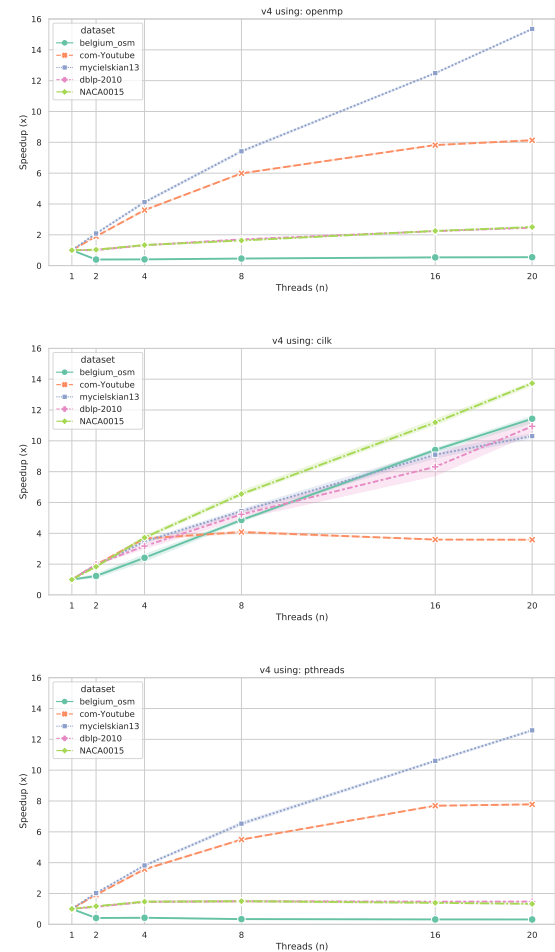 v4 using: openmp
16
14
12
10
8
6
4
2
0
Speedup (x)
dataset
belgium_osm
com-Youtube
mycielskian13
dblp-2010
NACA0015
1 2 4 8 16 20
Threads (n)
v4 using: cilk
16
14
12
10
8
6
4
2
0
Speedup (x)
dataset
belgium_osm
com-Youtube
mycielskian13
dblp-2010
NACA0015
1 2 4 8 16 20
Threads (n)
v4 using: pthreads
16
14
12
10
8
6
4
2
0
Speedup (x)
dataset
belgium_osm
com-Youtube
mycielskian13
dblp-2010
NACA0015
1 2 4 8 16 20
Threads (n)